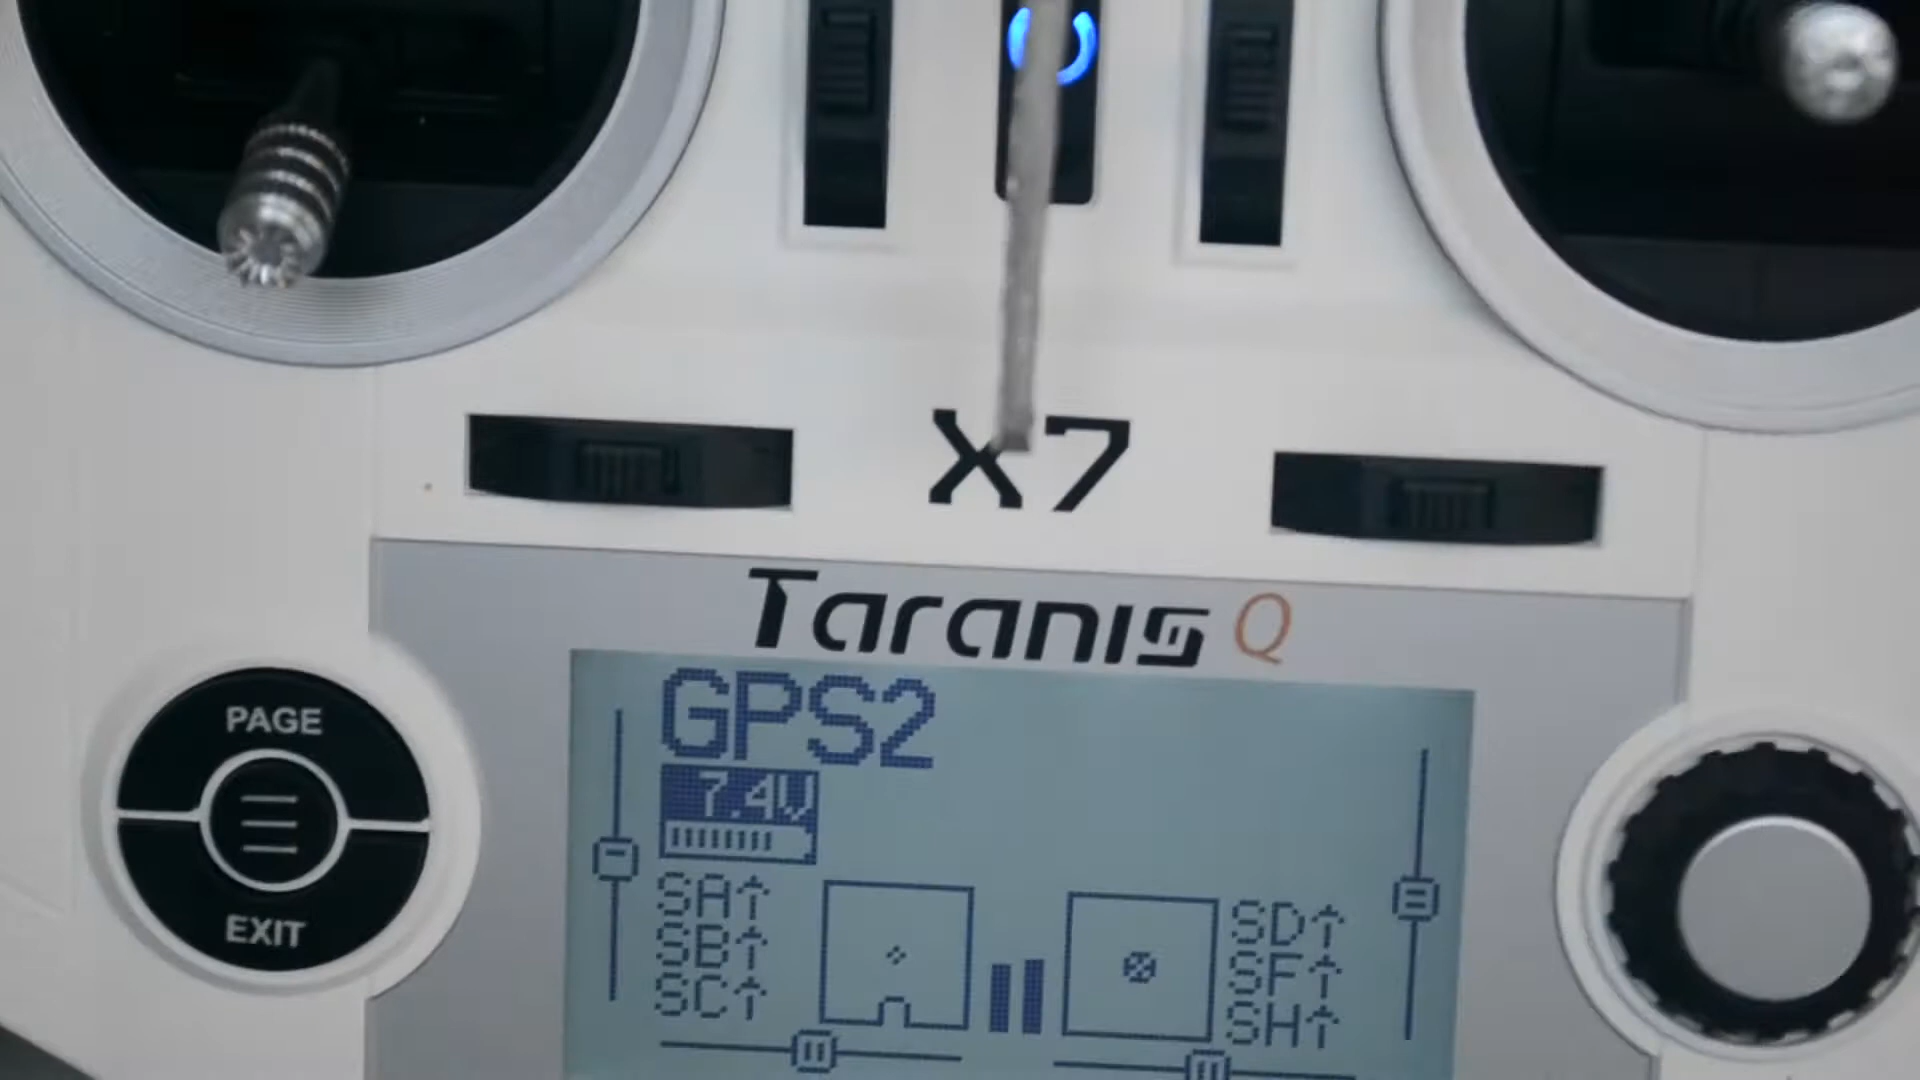 X7
Taranis Q
GPS2
7.4V
PAGE
EXIT
SA↑
SB↑
SC↑
SD↑
SF↑
SH↑